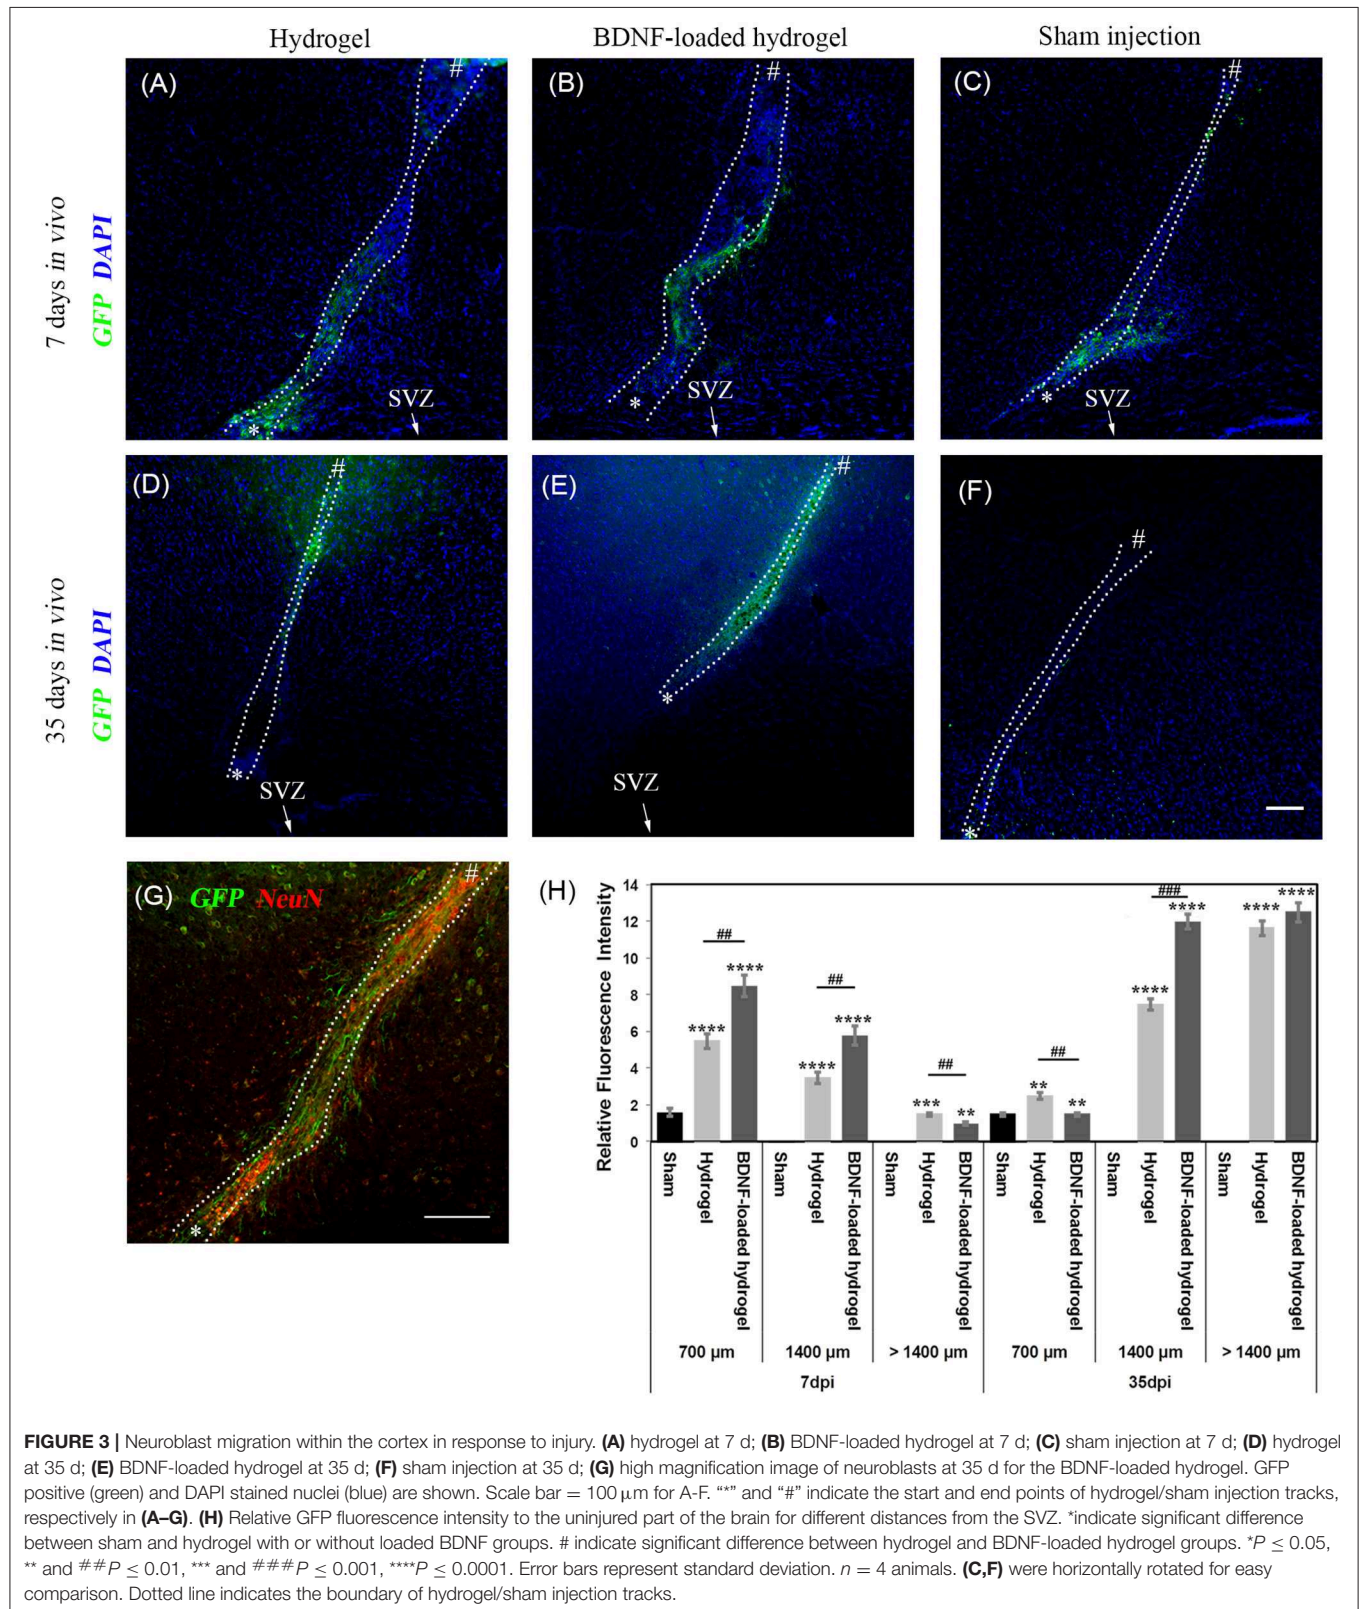 Hydrogel
BDNF-loaded hydrogel
Sham injection
7 days in vivo
GFP DAPI
(A)
#
*
SVZ
(B)
#
*
SVZ
(C)
#
*
SVZ
35 days in vivo
GFP DAPI
(D)
#
*
SVZ
(E)
#
*
SVZ
(F)
#
*
(G) GFP NeuN
#
*
(H)
Relative Fluorescence Intensity
14
12
10
8
6
4
2
0
****
##
****
****
##
****
***
##
**
**
##
**
****
###
****
****
****
Sham
Hydrogel
BDNF-loaded hydrogel
Sham
Hydrogel
BDNF-loaded hydrogel
Sham
Hydrogel
BDNF-loaded hydrogel
Sham
Hydrogel
BDNF-loaded hydrogel
Sham
Hydrogel
BDNF-loaded hydrogel
Sham
Hydrogel
BDNF-loaded hydrogel
700 µm 1400 µm > 1400 µm 700 µm 1400 µm > 1400 µm
7dpi 35dpi
FIGURE 3 | Neuroblast migration within the cortex in response to injury. (A) hydrogel at 7 d; (B) BDNF-loaded hydrogel at 7 d; (C) sham injection at 7 d; (D) hydrogel
at 35 d; (E) BDNF-loaded hydrogel at 35 d; (F) sham injection at 35 d; (G) high magnification image of neuroblasts at 35 d for the BDNF-loaded hydrogel. GFP
positive (green) and DAPI stained nuclei (blue) are shown. Scale bar = 100 µm for A-F. “*” and “#” indicate the start and end points of hydrogel/sham injection tracks,
respectively in (A–G). (H) Relative GFP fluorescence intensity to the uninjured part of the brain for different distances from the SVZ. *indicate significant difference
between sham and hydrogel with or without loaded BDNF groups. # indicate significant difference between hydrogel and BDNF-loaded hydrogel groups. *P ≤ 0.05,
** and ##P ≤ 0.01, *** and ###P ≤ 0.001, ****P ≤ 0.0001. Error bars represent standard deviation. n = 4 animals. (C,F) were horizontally rotated for easy
comparison. Dotted line indicates the boundary of hydrogel/sham injection tracks.